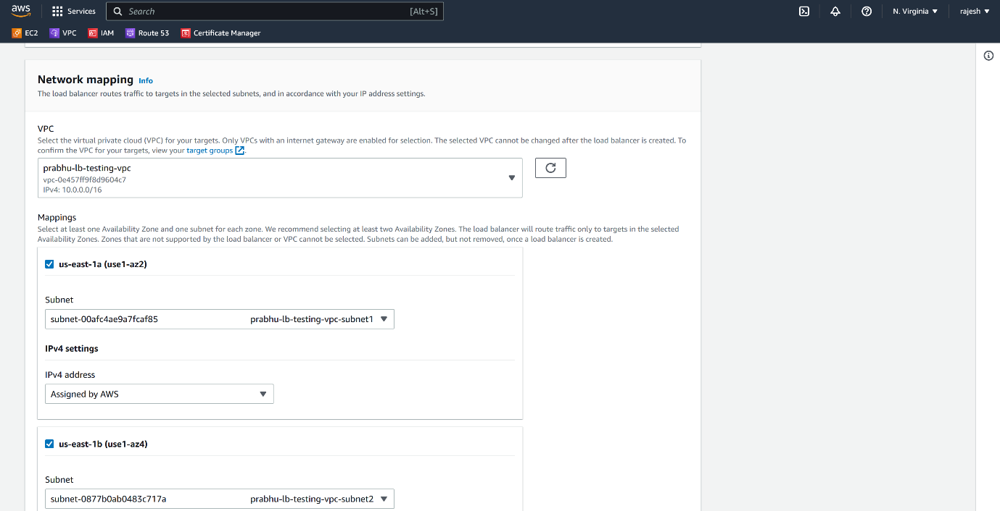 aws
Services
Search [Alt+S]
N. Virginia
rajesh
EC2 VPC IAM Route 53 Certificate Manager
Network mapping Info
The load balancer routes traffic to targets in the selected subnets, and in accordance with your IP address settings.
VPC
Select the virtual private cloud (VPC) for your targets. Only VPCs with an internet gateway are enabled for selection. The selected VPC cannot be changed after the load balancer is created. To
confirm the VPC for your targets, view your target groups.
prabhu-lb-testing-vpc
vpc-0e457ff9f8d9604c7
IPv4: 10.0.0.0/16
Mappings
Select at least one Availability Zone and one subnet for each zone. We recommend selecting at least two Availability Zones. The load balancer will route traffic only to targets in the selected
Availability Zones. Zones that are not supported by the load balancer or VPC cannot be selected. Subnets can be added, but not removed, once a load balancer is created.
us-east-1a (use1-az2)
Subnet
subnet-00afc4ae9a7fcaf85 prabhu-lb-testing-vpc-subnet1
IPv4 settings
IPv4 address
Assigned by AWS
us-east-1b (use1-az4)
Subnet
subnet-0877b0ab0483c717a prabhu-lb-testing-vpc-subnet2